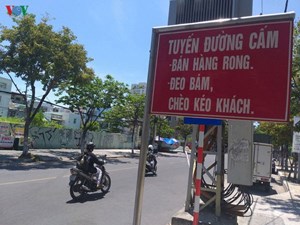 VOV
TUYẾN ĐƯỜNG CẤM
-BÁN HÀNG RONG.
-ĐEO BÁM,
CHÈO KÉO KHÁCH.